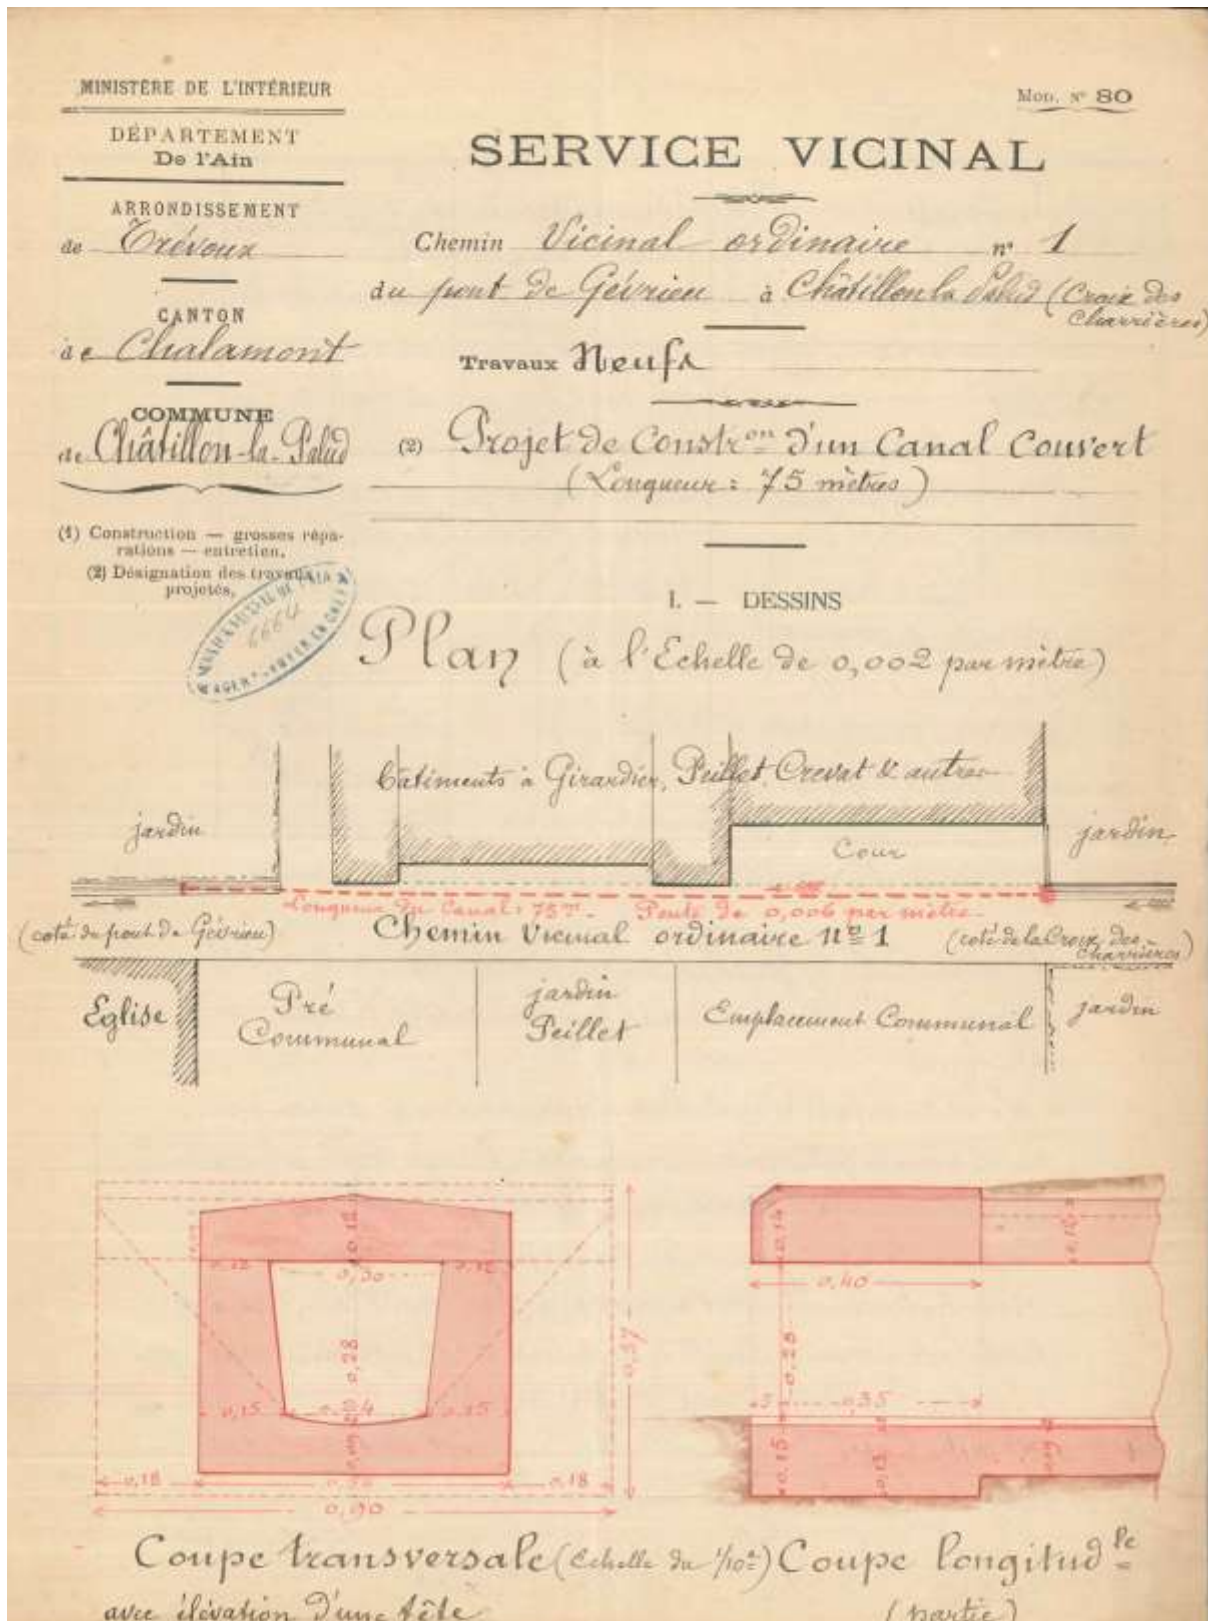 MINISTÈRE DE L'INTÉRIEUR
Mod. N° 80
DÉPARTEMENT
De l'Ain
SERVICE VICINAL
ARRONDISSEMENT
de Trévoux
Chemin Vicinal ordinaire n° 1
du pont de Gévrieu à Châtillon la Palud (Croix des
Charrières)
CANTON
de Chalamont
Travaux Neufs
COMMUNE
de Châtillon-la-Palud
(2) Projet de Constr.on d'un Canal Couvert
(Longueur : 75 mètres)
(1) Construction — grosses répa-
rations — entretien.
(2) Désignation des travaux
projetés.
6664
I. — DESSINS
Plan (à l'Echelle de 0,002 par mètre)
Bâtiments à Girardier, Peillet, Crevat & autres
jardin
Cour
jardin
Longueur du Canal : 75m. - Pente de 0,006 par mètre.
(coté du pont de Gévrieu)
Chemin Vicinal ordinaire n° 1
(coté de la Croix des
Charrières)
Eglise
Pré
Communal
jardin
Peillet
Emplacement Communal
jardin
0,12
0,12
0,30
0,12
0,28
0,57
0,15
0,15
0,18
0,18
0,90
0,14
0,40
0,28
5
0,35
0,15
0,13
Coupe transversale (Echelle du 1/10e) Coupe longitudle
avec élévation d'une tête
(partie)